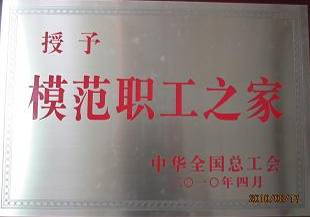 授予
模范职工之家
中华全国总工会
二〇一〇年四月